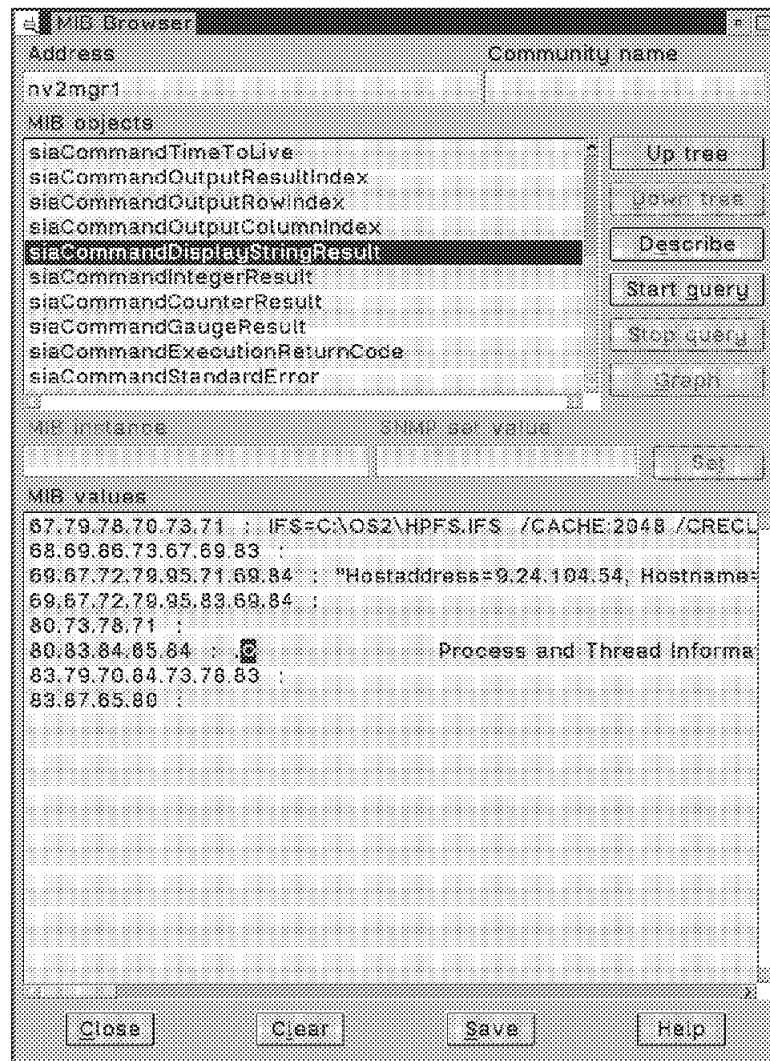 MIB Browser
Address Community name
nv2mgr1
MIB objects
siaCommandTimeToLive
siaCommandOutputResultIndex
siaCommandOutputRowIndex
siaCommandOutputColumnIndex
siaCommandDisplayStringResult
siaCommandIntegerResult
siaCommandCounterResult
siaCommandGaugeResult
siaCommandExecutionReturnCode
siaCommandStandardError
Up tree
Down tree
Describe
Start query
Stop query
Graph
MIB instance SNMP set value
Set
MIB values
67.79.78.70.73.71 : IFS=C:\OS2\HPFS.IFS /CACHE:2048 /CRECL
68.69.86.73.67.69.83 :
69.67.72.79.95.71.69.84 : "Hostaddress=9.24.104.54, Hostname=
69.67.72.79.95.83.69.84 :
80.73.78.71 :
80.83.84.65.84 : . Process and Thread Informa
83.79.70.84.73.78.83 :
83.87.65.80 :
Close Clear Save Help